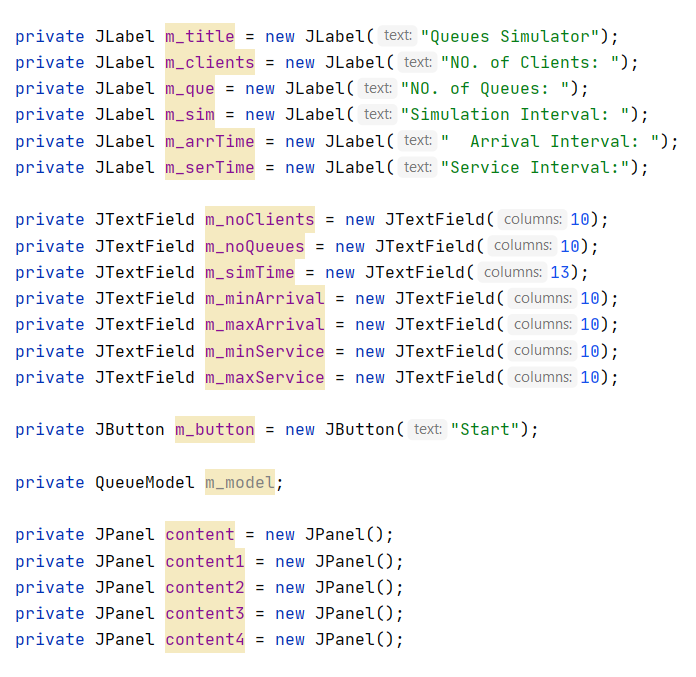 private JLabel m_title = new JLabel( text: "Queues Simulator");
private JLabel m_clients = new JLabel( text: "NO. of Clients: ");
private JLabel m_que = new JLabel( text: "NO. of Queues: ");
private JLabel m_sim = new JLabel( text: "Simulation Interval: ");
private JLabel m_arrTime = new JLabel( text: "  Arrival Interval: ");
private JLabel m_serTime = new JLabel( text: "Service Interval:");
private JTextField m_noClients = new JTextField( columns: 10);
private JTextField m_noQueues = new JTextField( columns: 10);
private JTextField m_simTime = new JTextField( columns: 13);
private JTextField m_minArrival = new JTextField( columns: 10);
private JTextField m_maxArrival = new JTextField( columns: 10);
private JTextField m_minService = new JTextField( columns: 10);
private JTextField m_maxService = new JTextField( columns: 10);
private JButton m_button = new JButton( text: "Start");
private QueueModel m_model;
private JPanel content = new JPanel();
private JPanel content1 = new JPanel();
private JPanel content2 = new JPanel();
private JPanel content3 = new JPanel();
private JPanel content4 = new JPanel();